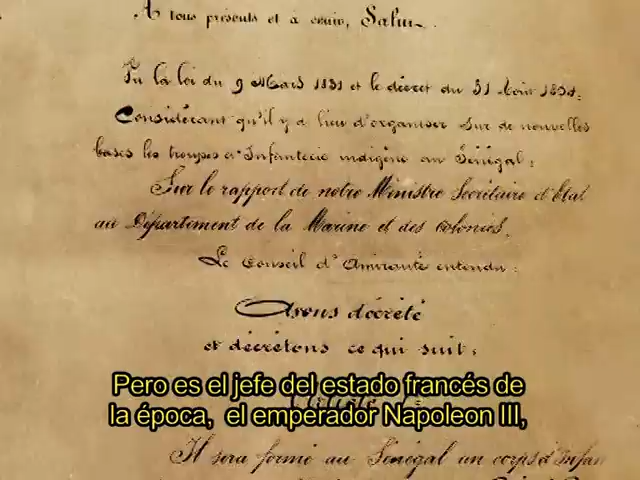 A tous présents et à venir, Salut.
Vu la loi du 9 Mars 1831 et le décret du 31 Août
Considérant qu'il y a lieu d'organiser sur de nouvelles
bases les troupes d'Infanterie indigène au Sénégal;
Sur le rapport de notre Ministre Secrétaire d'Etat
au Département de la Marine et des colonies,
Le Conseil d'Amirauté entendu;
Avons décrété
et décrétons ce qui suit:
Article 1
Pero es el jefe del estado francés de
la época, el emperador Napoleon III,
Il sera formé au Sénégal un corps d'Infan